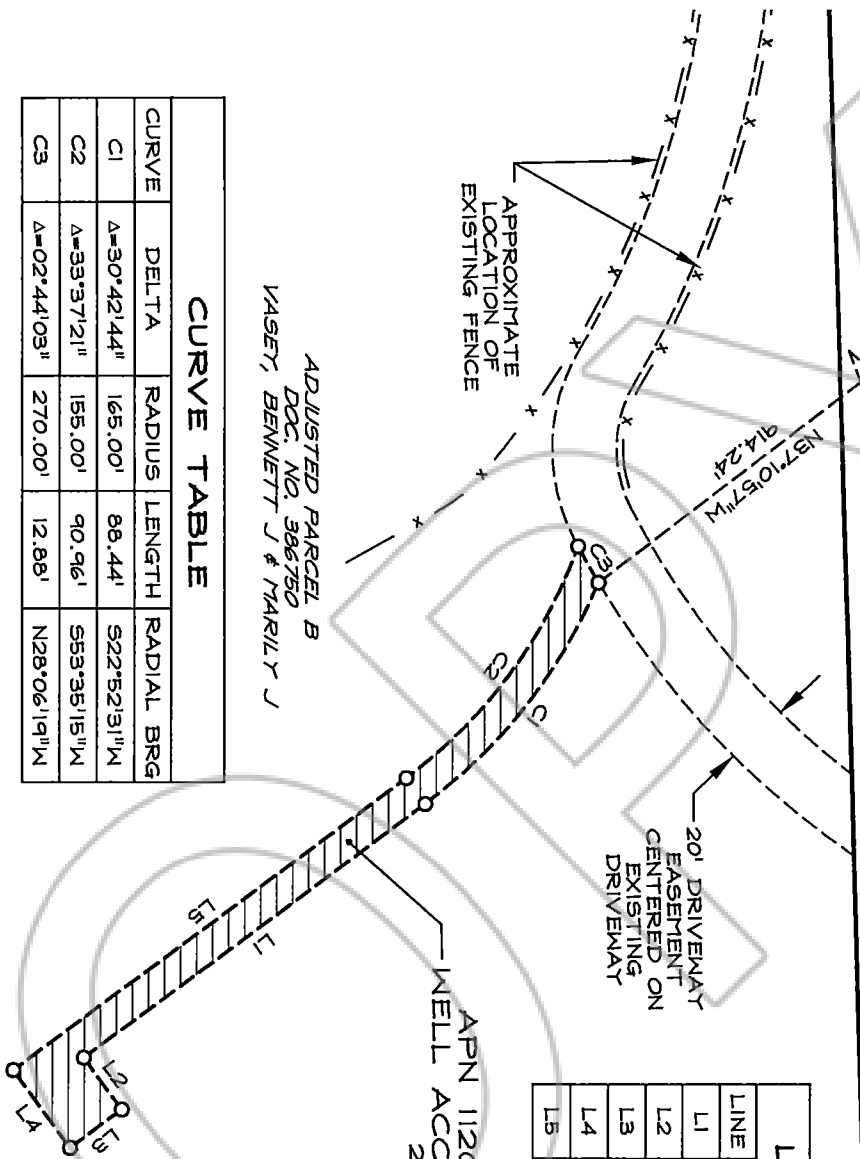 APPROXIMATE
LOCATION OF
EXISTING FENCE
N37°10'57"W
914.24'
C3
C2
C1
20' DRIVEWAY
EASEMENT
CENTERED ON
EXISTING
DRIVEWAY
ADJUSTED PARCEL B
DOC. NO. 386750
VASEY, BENNETT J & MARILY J
CURVE TABLE
CURVE DELTA RADIUS LENGTH RADIAL BRG
C1 Δ=30°42'44" 165.00' 88.44' S22°52'31"W
C2 Δ=33°37'21" 155.00' 90.96' S53°35'15"W
C3 Δ=02°44'03" 270.00' 12.88' N28°06'19"W
L5
L1
L2
L3
L4
APN 112
WELL ACC
2
L
LINE
L1
L2
L3
L4
L5